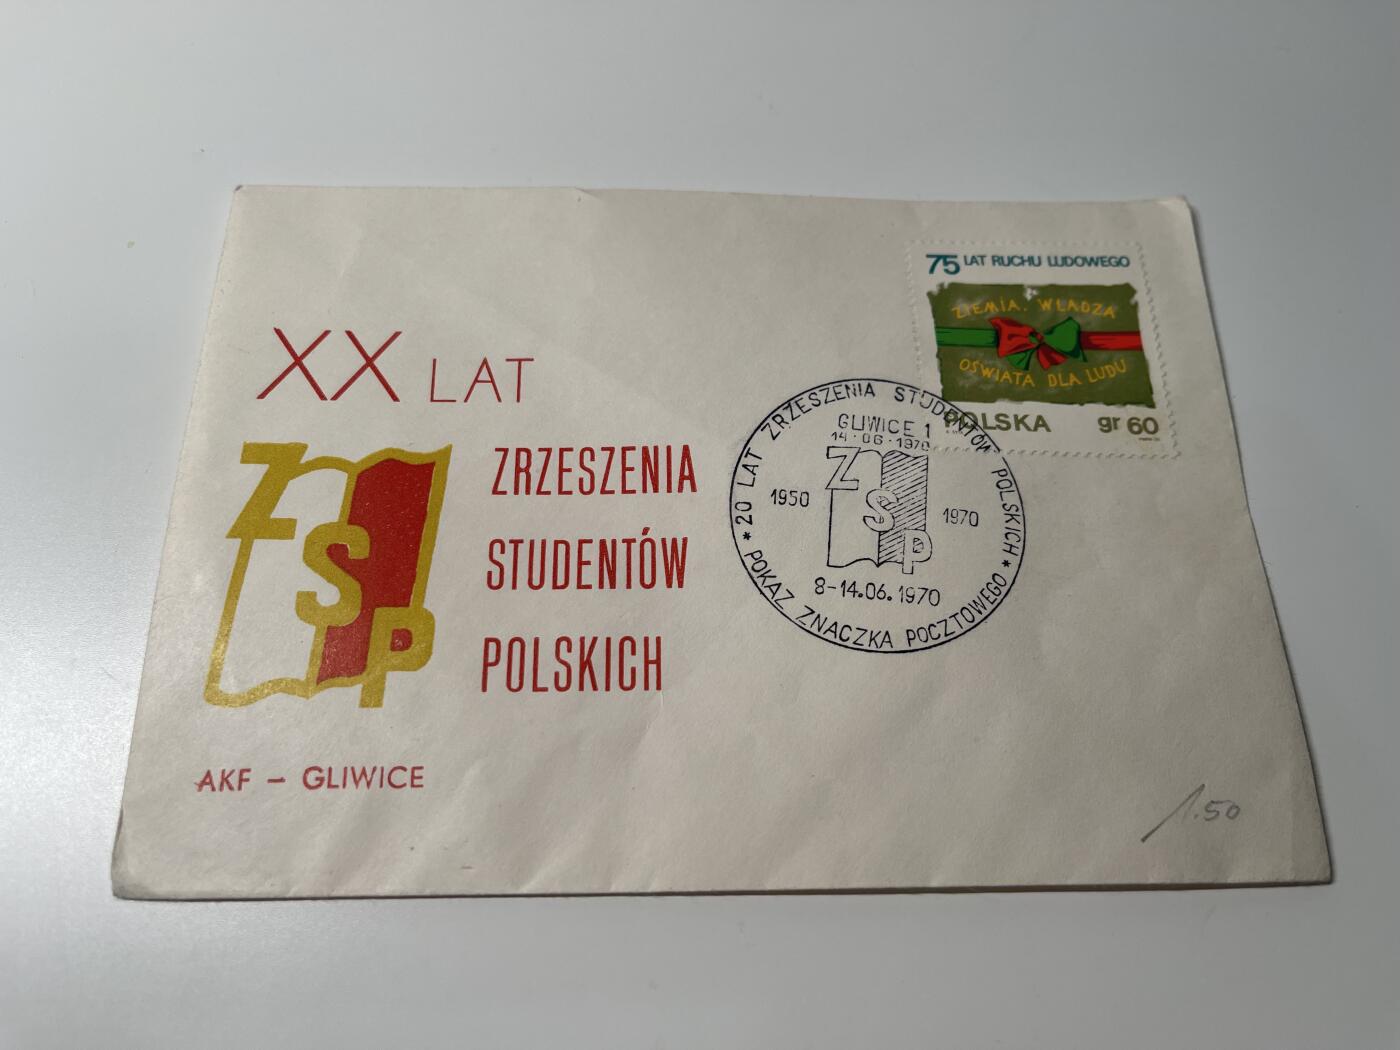 XX LAT
ZSP
ZRZESZENIA
STUDENTÓW
POLSKICH
AKF - GLIWICE
75 LAT RUCHU LUDOWEGO
ZIEMIA. WŁADZA
OŚWIATA DLA LUDU
POLSKA gr 60
* 20 LAT ZRZESZENIA STUDENTÓW POLSKICH *
GLIWICE 1
14·06·1970
ZSP
1950 1970
8-14.06.1970
POKAZ ZNACZKA POCZTOWEGO
1.50